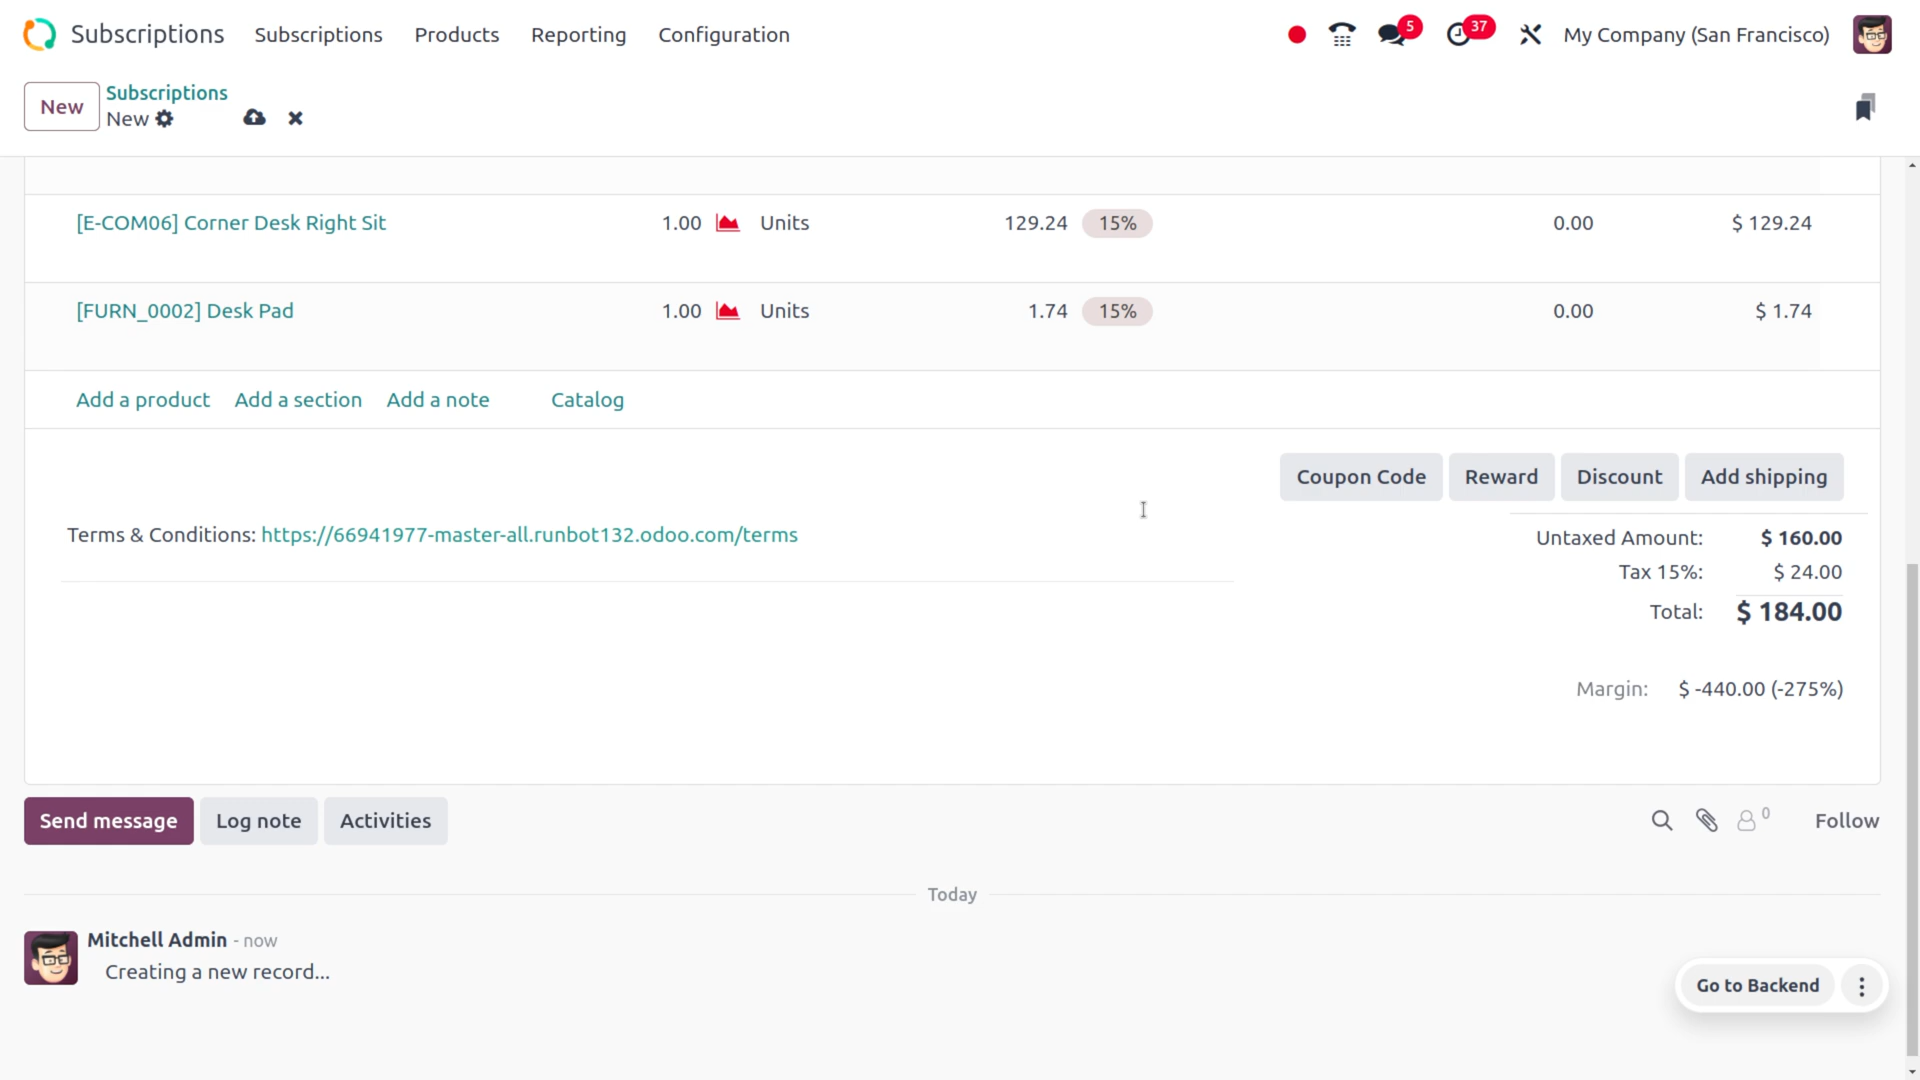 Subscriptions Subscriptions Products Reporting Configuration 5 37 My Company (San Francisco)
New Subscriptions
New
[E-COM06] Corner Desk Right Sit 1.00 Units 129.24 15% 0.00 $ 129.24
[FURN_0002] Desk Pad 1.00 Units 1.74 15% 0.00 $ 1.74
Add a product Add a section Add a note Catalog
Coupon Code Reward Discount Add shipping
Terms & Conditions: https://66941977-master-all.runbot132.odoo.com/terms
Untaxed Amount: $ 160.00
Tax 15%: $ 24.00
Total: $ 184.00
Margin: $ -440.00 (-275%)
Send message Log note Activities 0 Follow
Today
Mitchell Admin - now
Creating a new record...
Go to Backend